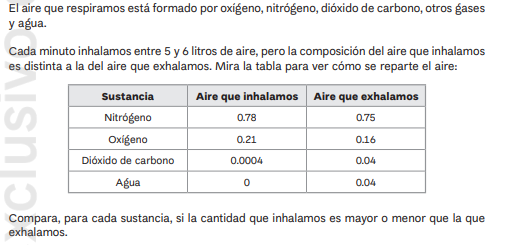 El aire que respiramos está formado por oxígeno, nitrógeno, dióxido de carbono, otros gases
y agua.
Cada minuto inhalamos entre 5 y 6 litros de aire, pero la composición del aire que inhalamos
es distinta a la del aire que exhalamos. Mira la tabla para ver cómo se reparte el aire:
Sustancia Aire que inhalamos Aire que exhalamos
Nitrógeno 0.78 0.75
Oxígeno 0.21 0.16
Dióxido de carbono 0.0004 0.04
Agua 0 0.04
Compara, para cada sustancia, si la cantidad que inhalamos es mayor o menor que la que
exhalamos.
xclusivo